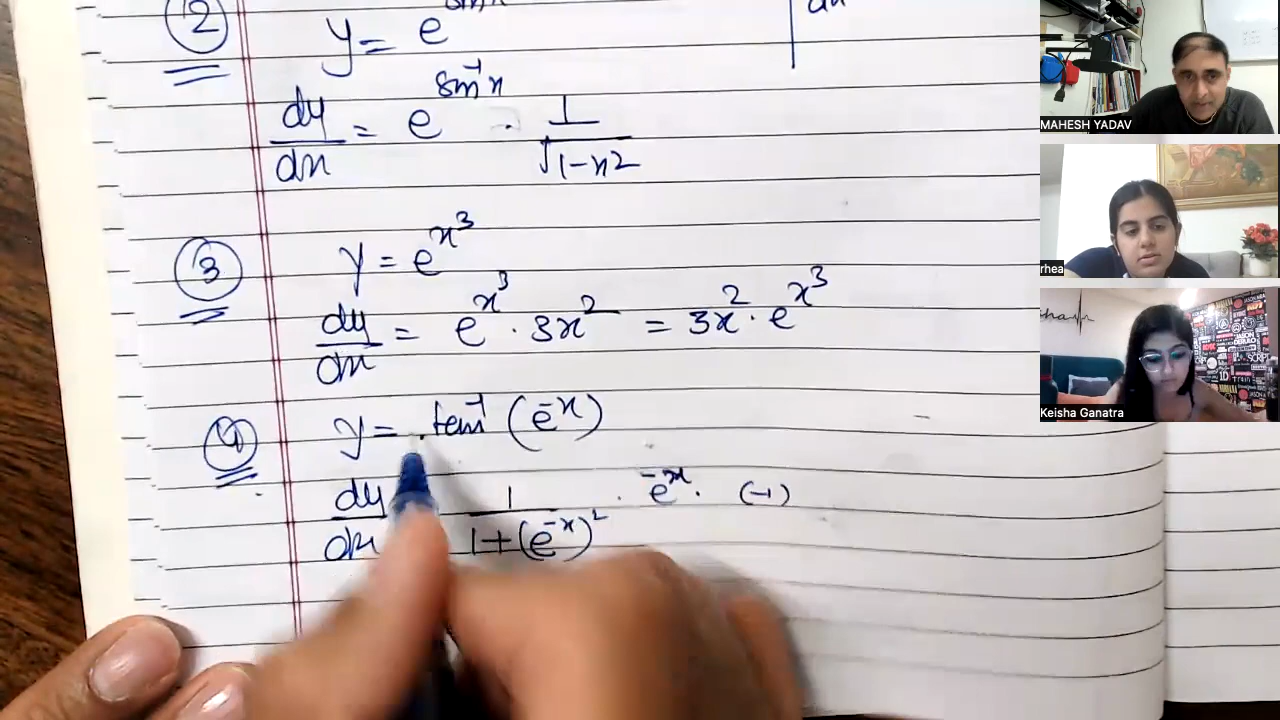 ② y = e^sin⁻¹x
dx
dy/dx = e^sin⁻¹x · 1/√1-x2
③ y = e^x³
dy/dx = e^x³ · 3x² = 3x² · e^x³
④ y = tan⁻¹ (e⁻ˣ)
dy/dx 1/1+(e⁻ˣ)² · e⁻ˣ · (-1)
MAHESH YADAV
rhea
Keisha Ganatra